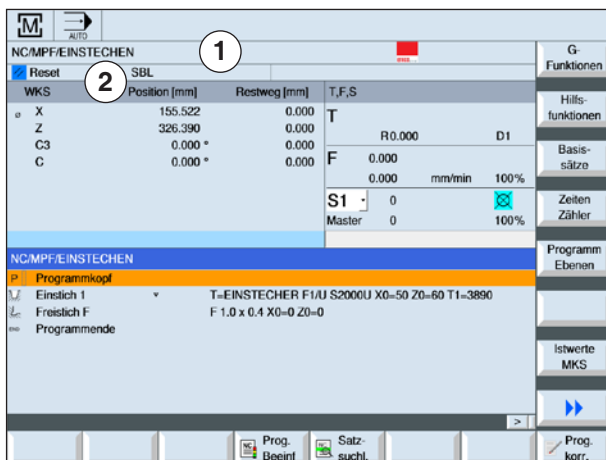 M
AUTO
NC/MPF/EINSTECHEN
1
G-
Funktionen
Reset
SBL
2
WKS
Position [mm]
Restweg [mm]
T,F,S
Hilfs-
funktionen
X
155.522
0.000
T
Z
326.390
0.000
R0.000
D1
C3
0.000 °
0.000
Basis-
sätze
C
0.000 °
0.000
F
0.000
0.000
mm/min
100%
S1
0
Zeiten
Zähler
Master
0
100%
NC/MPF/EINSTECHEN
Programm
Ebenen
P
Programmkopf
Einstich 1
T=EINSTECHER F1/U S2000U X0=50 Z0=60 T1=3890
Freistich F
F 1.0 x 0.4 X0=0 Z0=0
END
Programmende
Istwerte
MKS
>
Prog.
Beeinf
Satz-
suchl.
Prog.
korr.